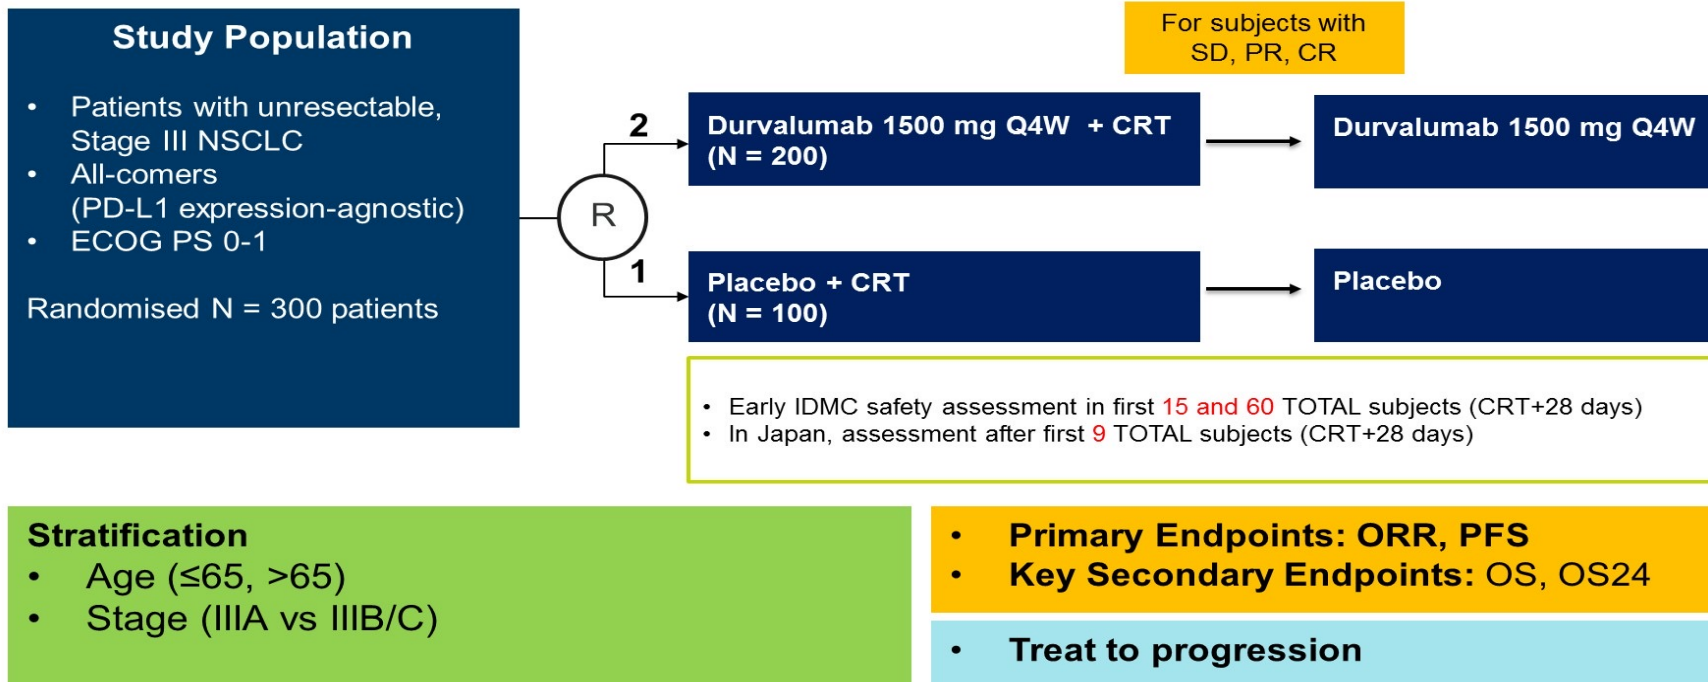 Study Population
• Patients with unresectable,
Stage III NSCLC
• All-comers
(PD-L1 expression-agnostic)
• ECOG PS 0-1
Randomised N = 300 patients
R
2
1
For subjects with
SD, PR, CR
Durvalumab 1500 mg Q4W + CRT
(N = 200)
Durvalumab 1500 mg Q4W
Placebo + CRT
(N = 100)
Placebo
• Early IDMC safety assessment in first 15 and 60 TOTAL subjects (CRT+28 days)
• In Japan, assessment after first 9 TOTAL subjects (CRT+28 days)
Stratification
• Age (≤65, >65)
• Stage (IIIA vs IIIB/C)
• Primary Endpoints: ORR, PFS
• Key Secondary Endpoints: OS, OS24
• Treat to progression